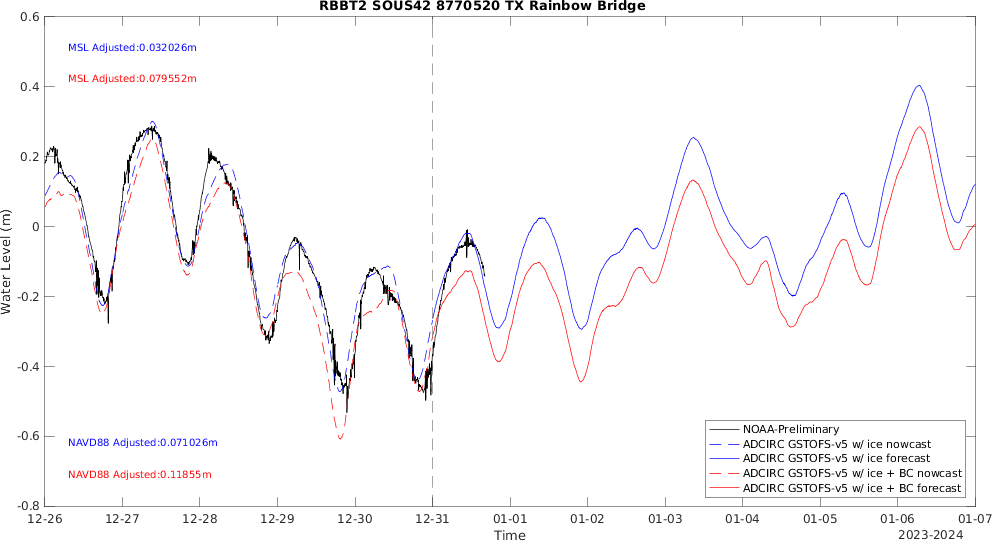 RBBT2 SOUS42 8770520 TX Rainbow Bridge
0.6
MSL Adjusted:0.032026m
MSL Adjusted:0.079552m
0.4
0.2
0
Water Level (m)
-0.2
-0.4
-0.6
NAVD88 Adjusted:0.071026m
NAVD88 Adjusted:0.11855m
-0.8
NOAA-Preliminary
ADCIRC GSTOFS-v5 w/ ice nowcast
ADCIRC GSTOFS-v5 w/ ice forecast
ADCIRC GSTOFS-v5 w/ ice + BC nowcast
ADCIRC GSTOFS-v5 w/ ice + BC forecast
12-26 12-27 12-28 12-29 12-30 12-31 01-01 01-02 01-03 01-04 01-05 01-06 01-07
Time
2023-2024